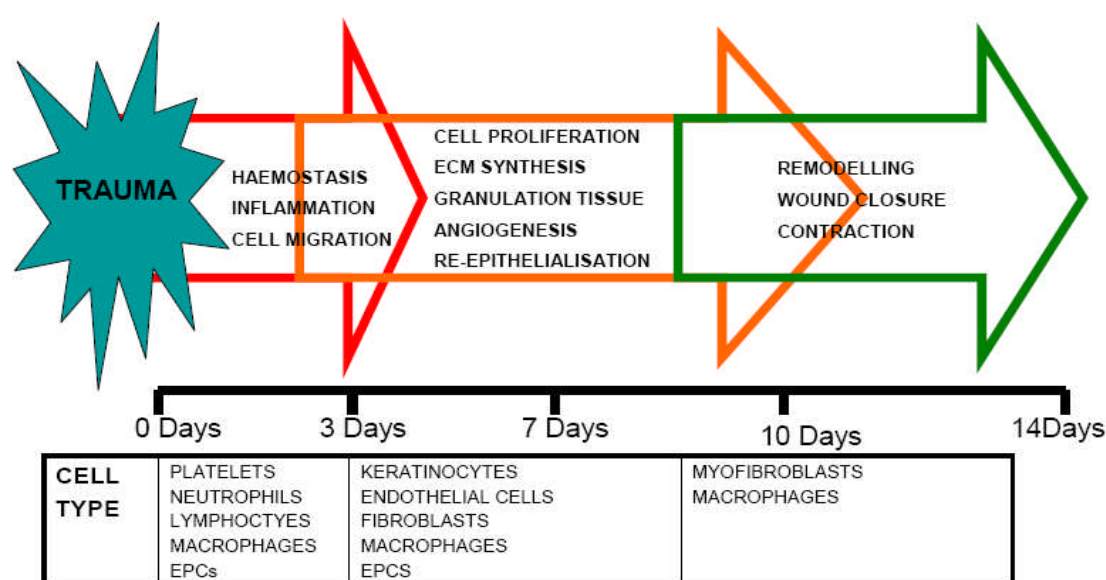 TRAUMA
HAEMOSTASIS
INFLAMMATION
CELL MIGRATION
CELL PROLIFERATION
ECM SYNTHESIS
GRANULATION TISSUE
ANGIOGENESIS
RE-EPITHELIALISATION
REMODELLING
WOUND CLOSURE
CONTRACTION
0 Days
3 Days
7 Days
10 Days
14Days
CELL
TYPE
PLATELETS
NEUTROPHILS
LYMPHOCTYES
MACROPHAGES
EPCs
KERATINOCYTES
ENDOTHELIAL CELLS
FIBROBLASTS
MACROPHAGES
EPCS
MYOFIBROBLASTS
MACROPHAGES